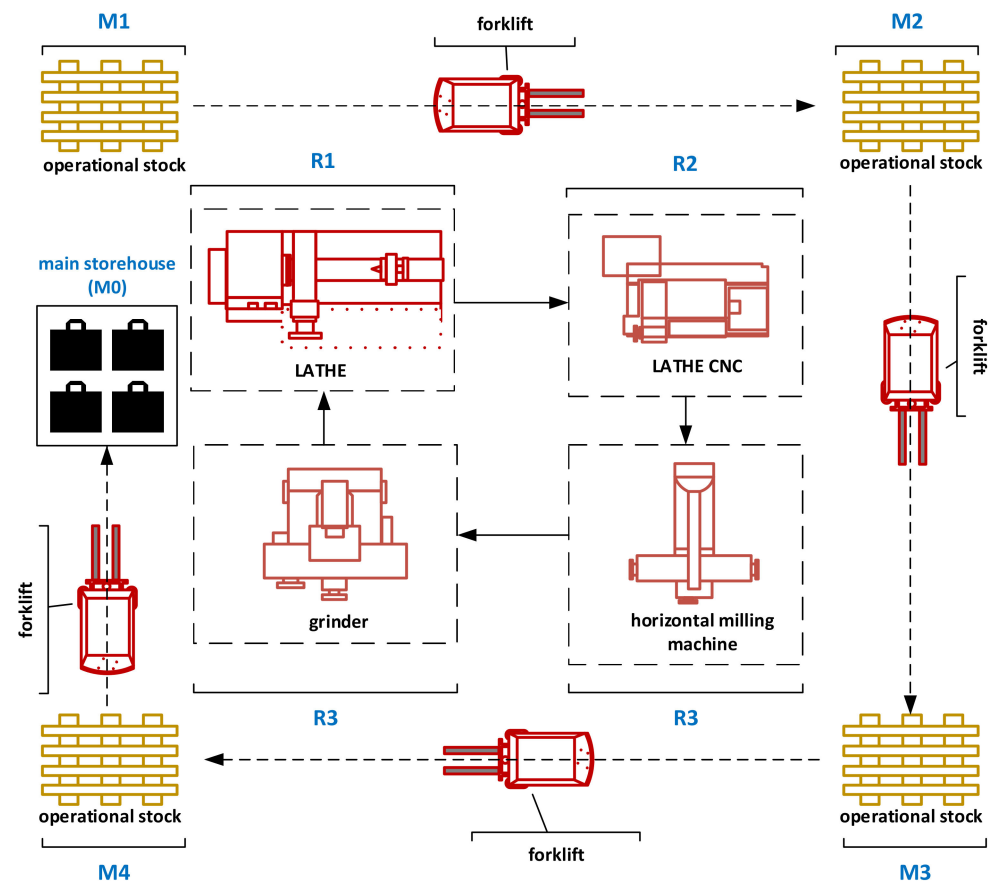 M1
forklift
M2
operational stock
operational stock
R1
R2
main storehouse
(M0)
LATHE
LATHE CNC
forklift
forklift
grinder
horizontal milling
machine
R3
R3
operational stock
operational stock
forklift
M4
M3